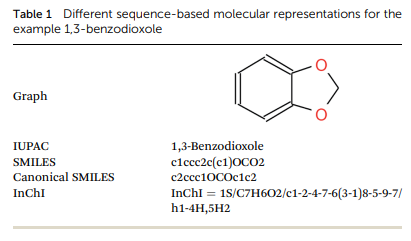 Table 1 Different sequence-based molecular representations for the
example 1,3-benzodioxole
O
Graph
O
IUPAC 1,3-Benzodioxole
SMILES c1ccc2c(c1)OCO2
Canonical SMILES c2ccc1OCOc1c2
InChI InChI = 1S/C7H6O2/c1-2-4-7-6(3-1)8-5-9-7/
h1-4H,5H2